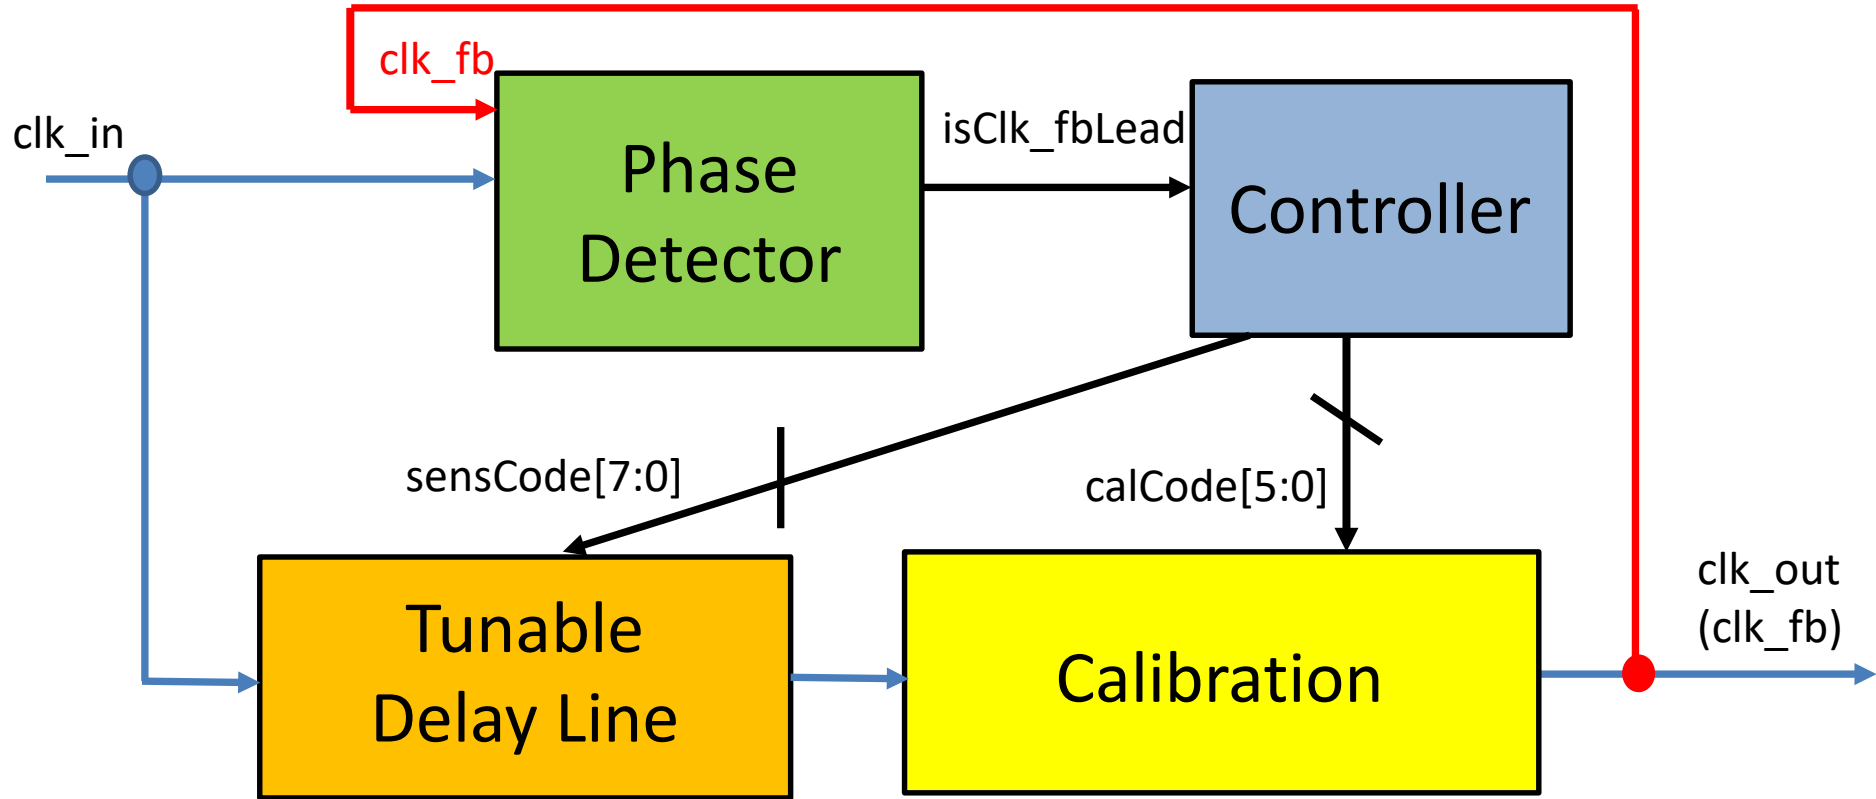 clk_fb
clk_in
Phase
Detector
isClk_fbLead
Controller
sensCode[7:0]
calCode[5:0]
Tunable
Delay Line
Calibration
clk_out
(clk_fb)